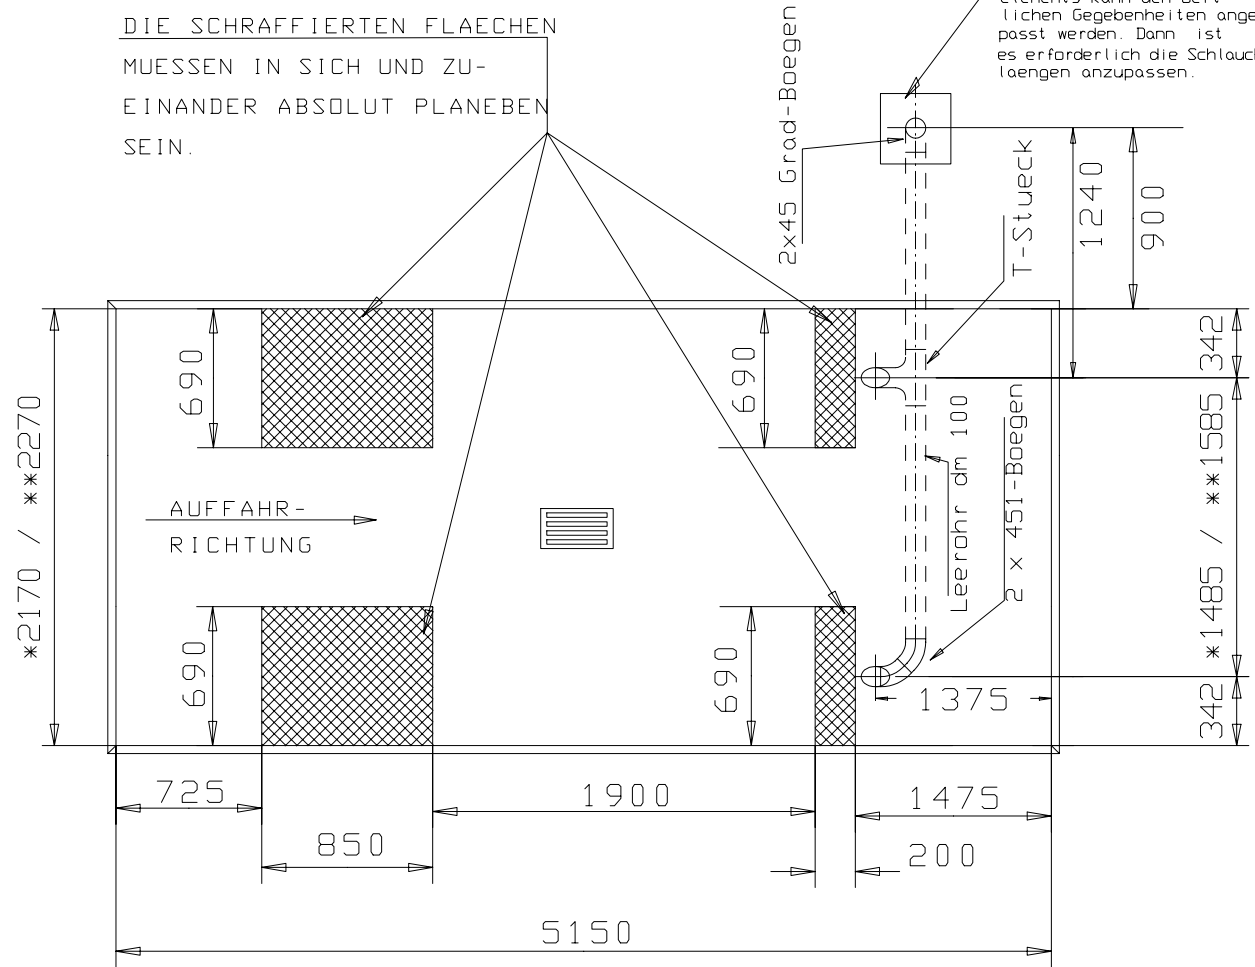 DIE SCHRAFFIERTEN FLAECHEN
MUESSEN IN SICH UND ZU-
EINANDER ABSOLUT PLANEBEN
SEIN.
lichen Gegebenheiten ange
passt werden. Dann ist
es erforderlich die Schlauch
laengen anzupassen.
2x45 Grad-Boegen
T-Stueck
1240
900
342
*1485 / **1585
342
*2170 / **2270
690
690
690
690
AUFFAHR-
RICHTUNG
Leerohr dm 100
2 x 451-Boegen
1375
725
1900
1475
850
200
5150